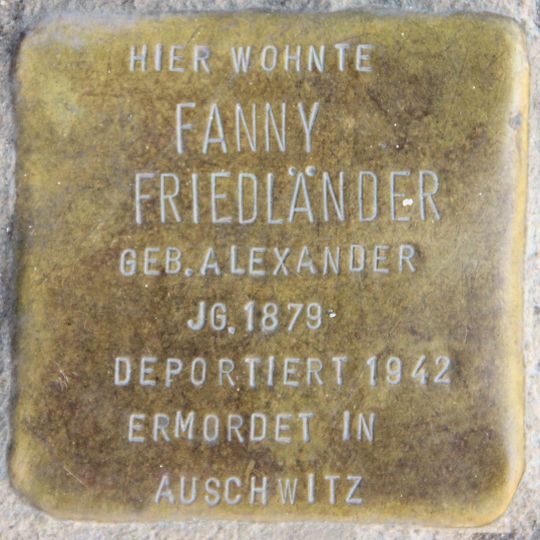 HIER WOHNTE
FANNY
FRIEDLÄNDER
GEB. ALEXANDER
JG. 1879
DEPORTIERT 1942
ERMORDET IN
AUSCHWITZ